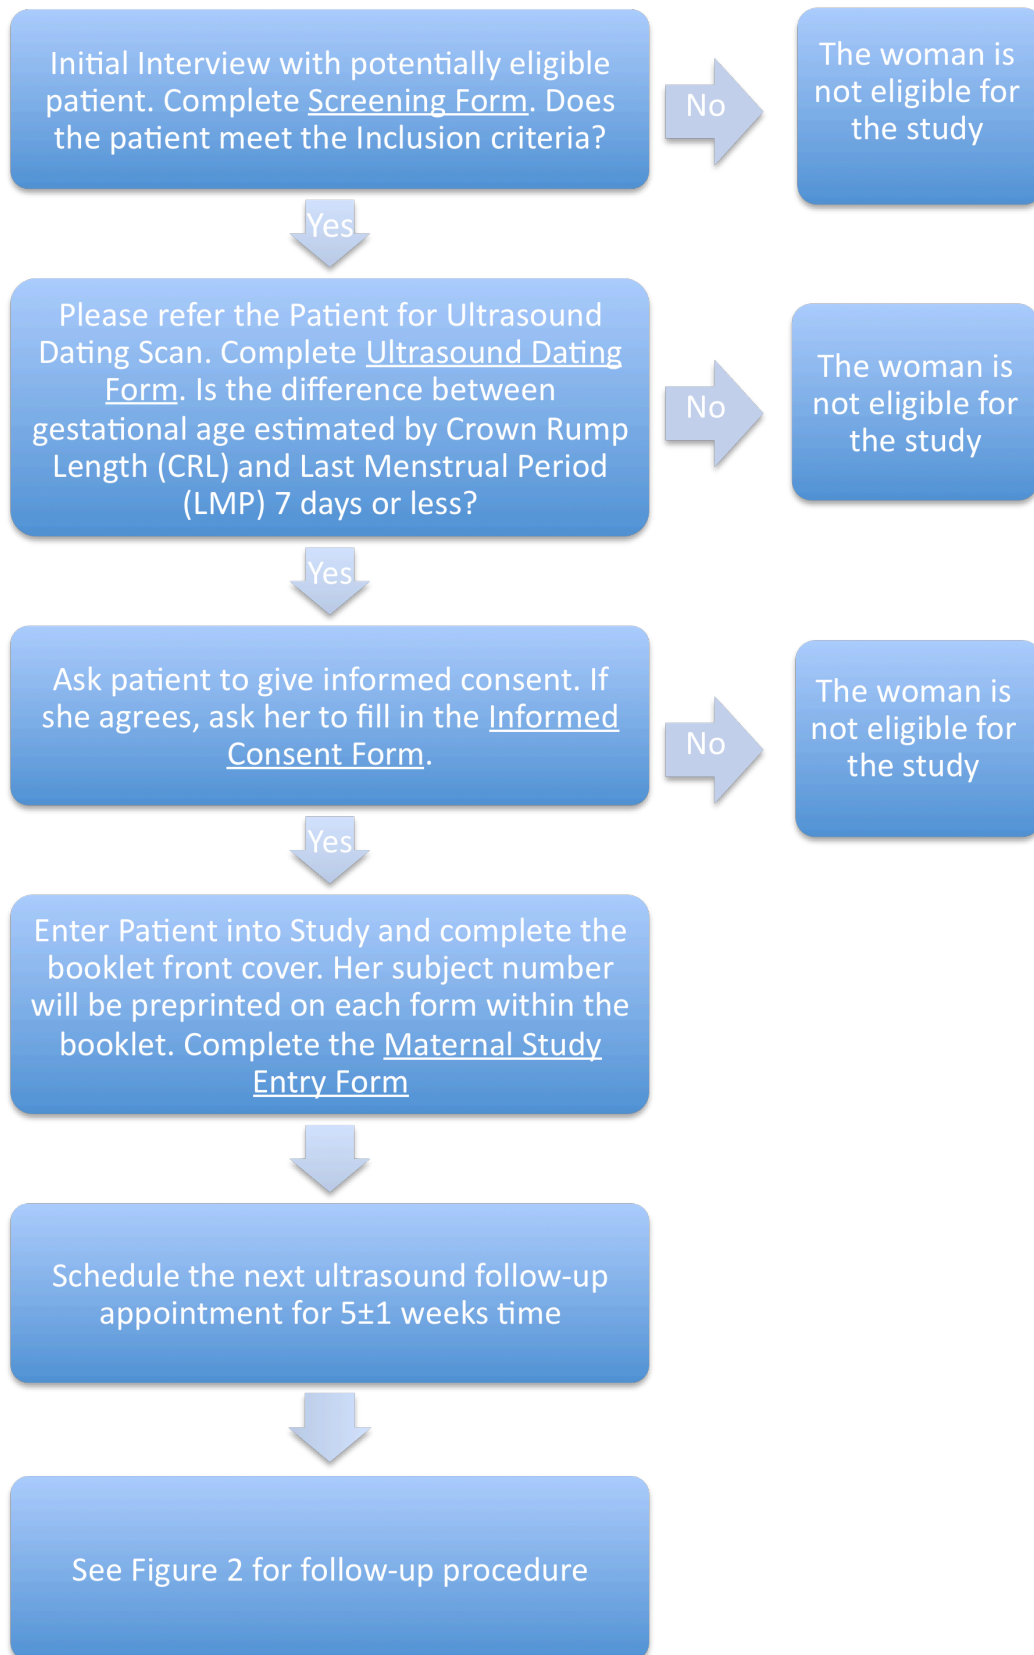 Initial Interview with potentially eligible
patient. Complete Screening Form. Does
the patient meet the Inclusion criteria?
No
The woman is
not eligible for
the study
Yes
Please refer the Patient for Ultrasound
Dating Scan. Complete Ultrasound Dating
Form. Is the difference between
gestational age estimated by Crown Rump
Length (CRL) and Last Menstrual Period
(LMP) 7 days or less?
No
The woman is
not eligible for
the study
Yes
Ask patient to give informed consent. If
she agrees, ask her to fill in the Informed
Consent Form.
No
The woman is
not eligible for
the study
Yes
Enter Patient into Study and complete the
booklet front cover. Her subject number
will be preprinted on each form within the
booklet. Complete the Maternal Study
Entry Form
Schedule the next ultrasound follow-up
appointment for 5±1 weeks time
See Figure 2 for follow-up procedure